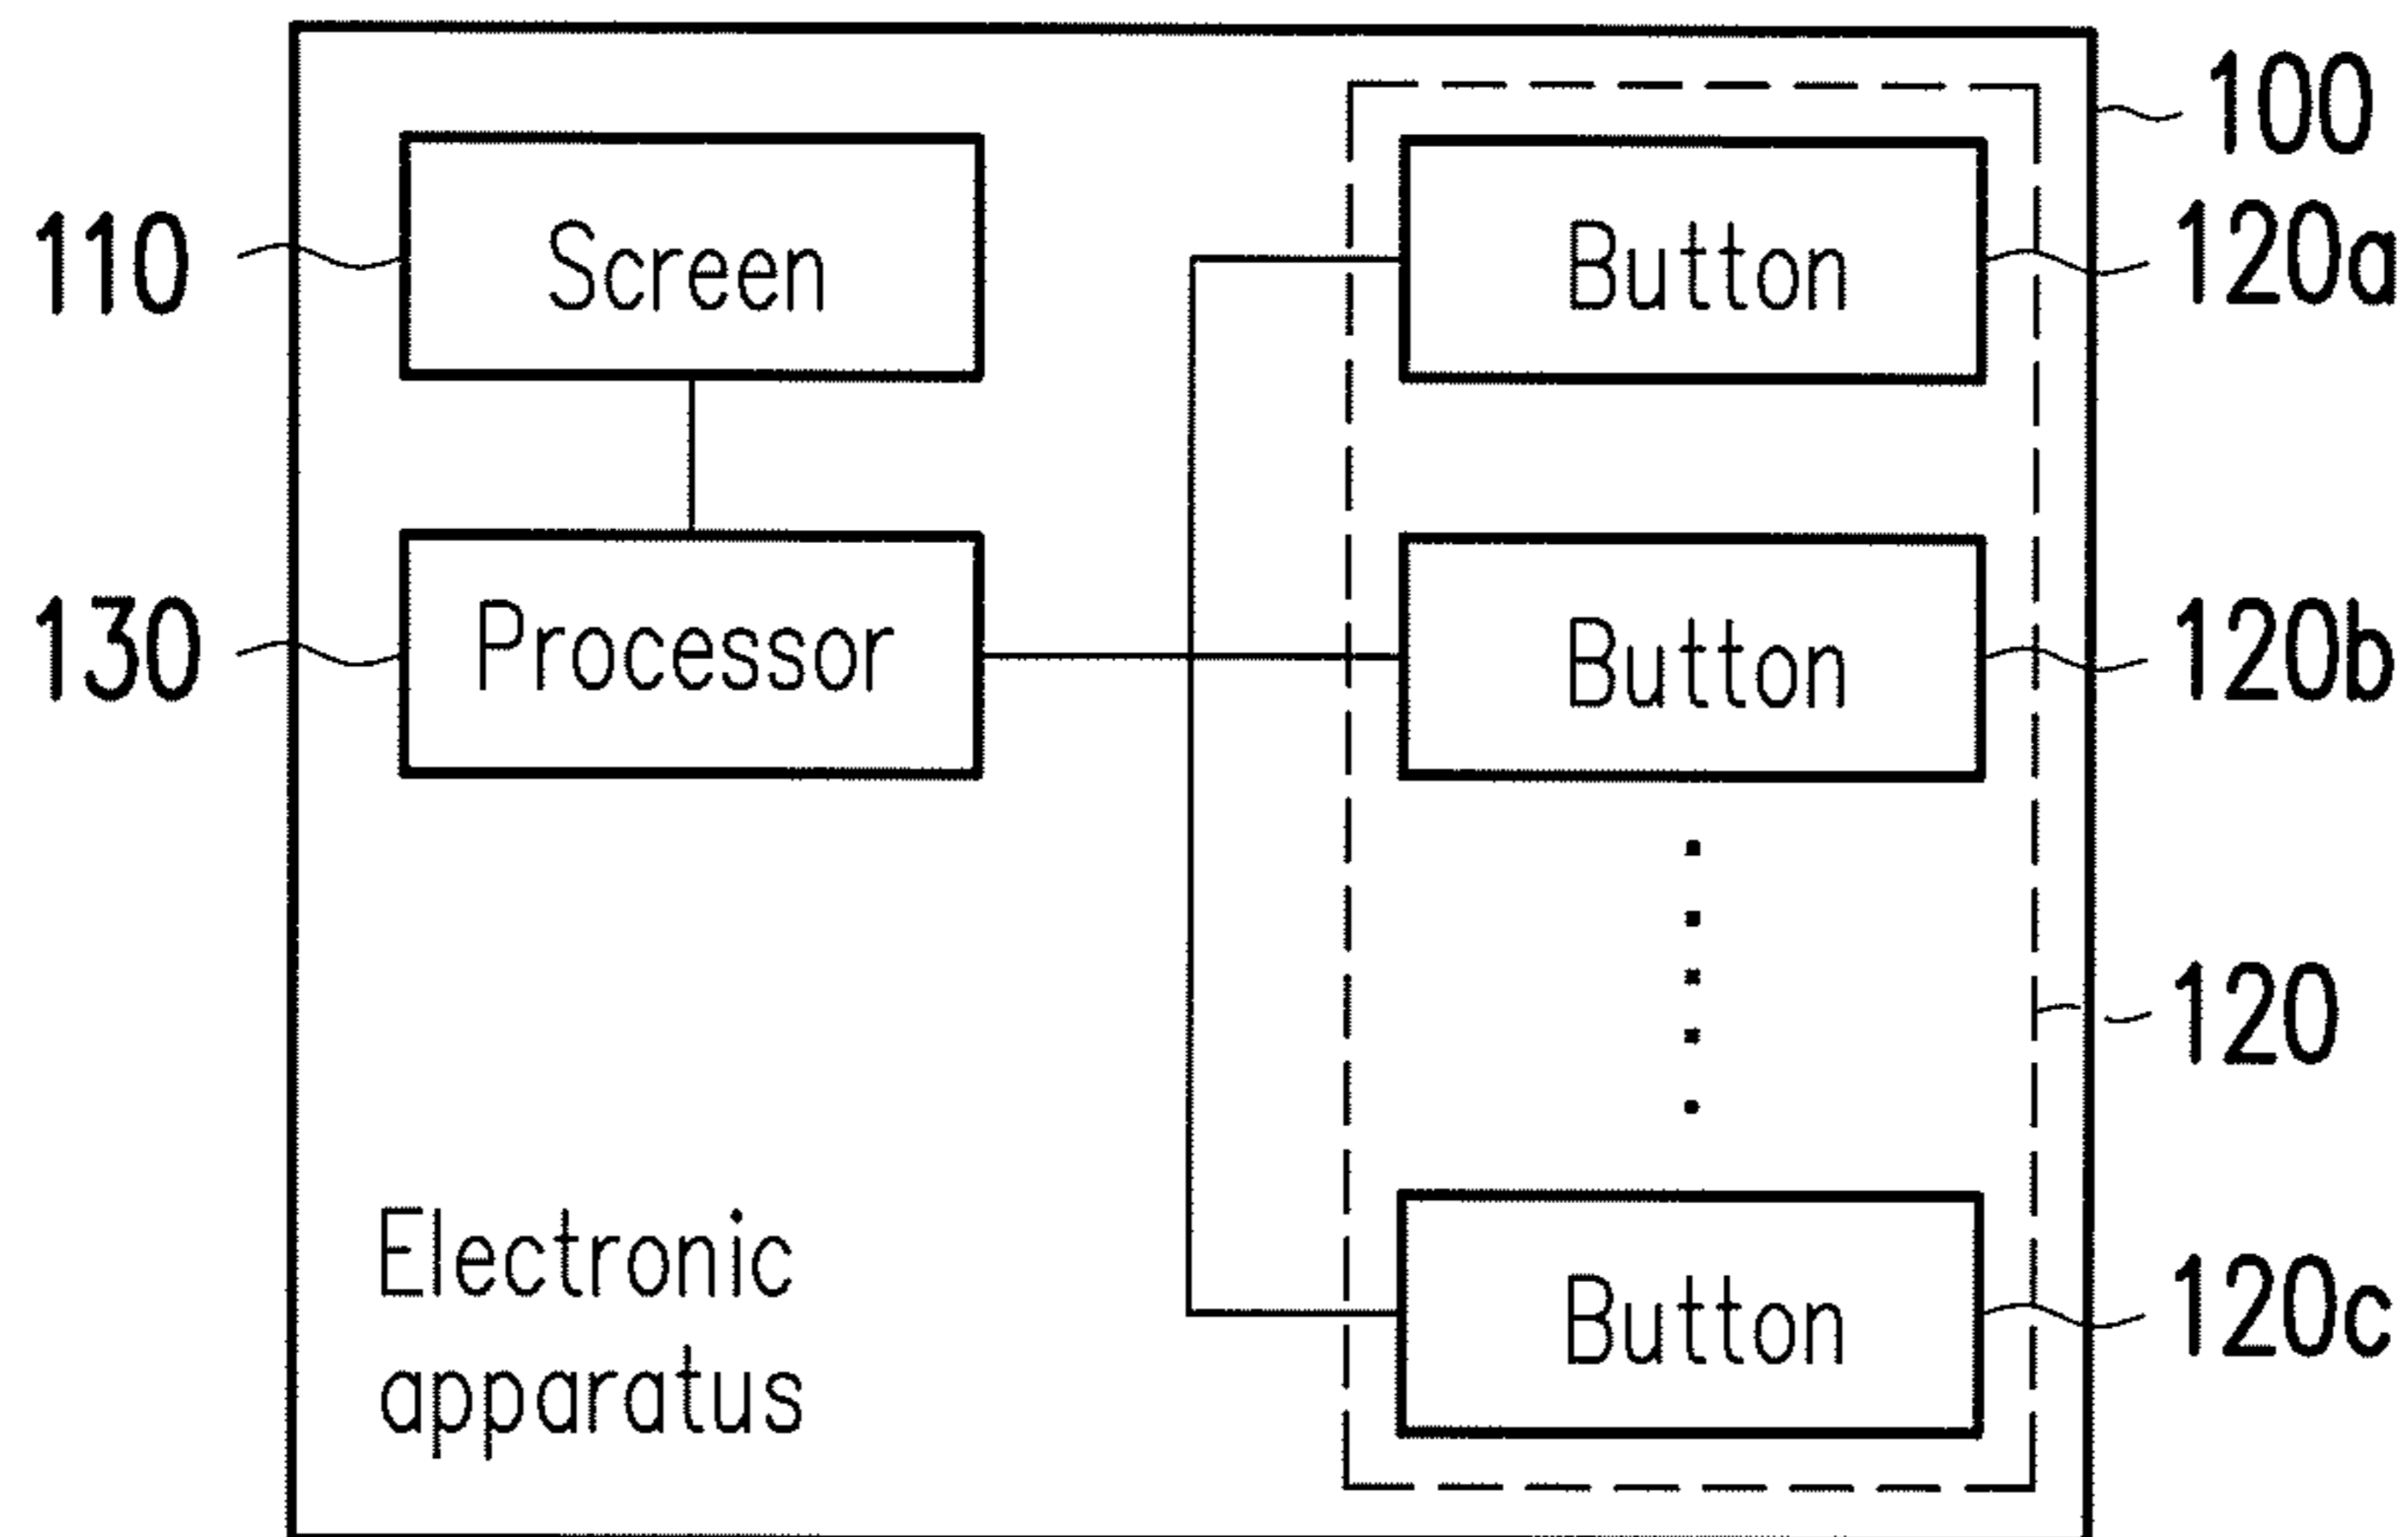 100
110
Screen
Button
120a
130
Processor
Button
120b
120
Electronic
apparatus
Button
120c